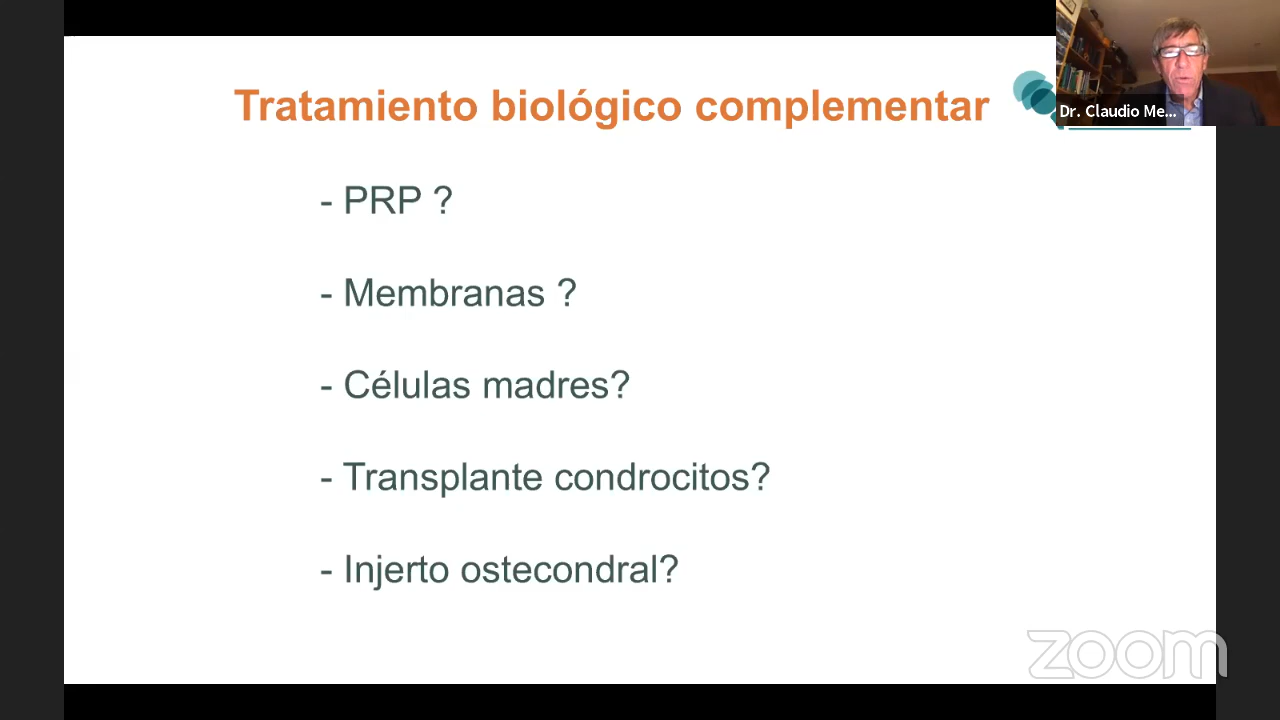 Tratamiento biológico complementar
Dr. Claudio Me...
- PRP ?
- Membranas ?
- Células madres?
- Transplante condrocitos?
- Injerto ostecondral?
zoom